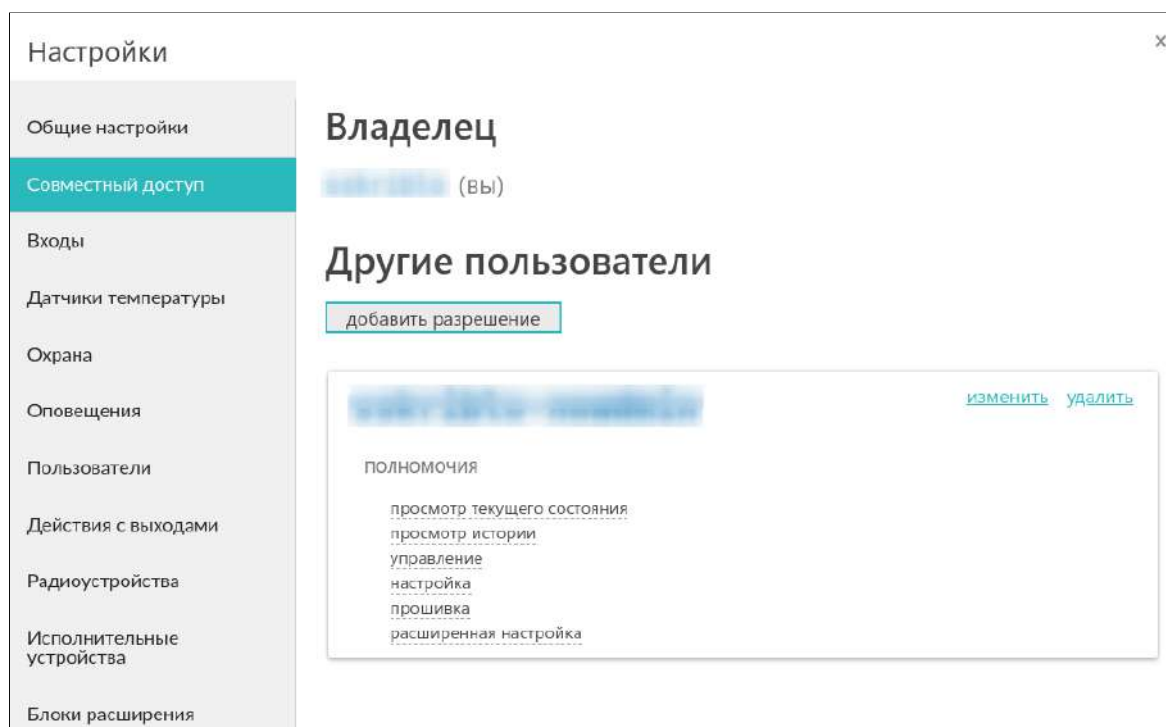 Настройки
x
Общие настройки
Совместный доступ
Входы
Датчики температуры
Охрана
Оповещения
Пользователи
Действия с выходами
Радиоустройства
Исполнительные
устройства
Блоки расширения
Владелец
(вы)
Другие пользователи
добавить разрешение
изменить удалить
полномочия
просмотр текущего состояния
просмотр истории
управление
настройка
прошивка
расширенная настройка